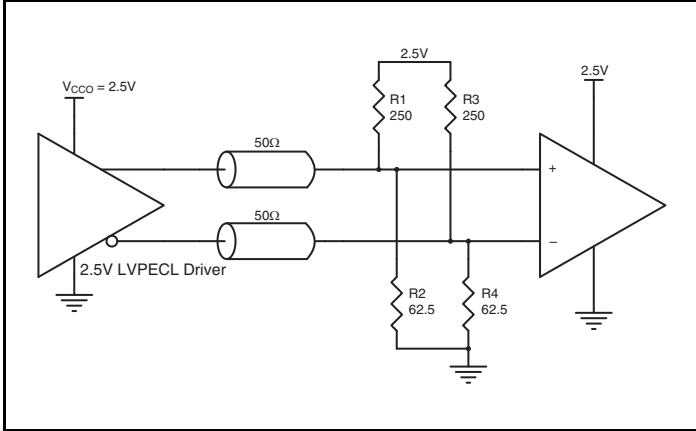 2.5V
V_CCO = 2.5V
2.5V
R1
250
R3
250
50Ω
+
50Ω
−
2.5V LVPECL Driver
R2
62.5
R4
62.5